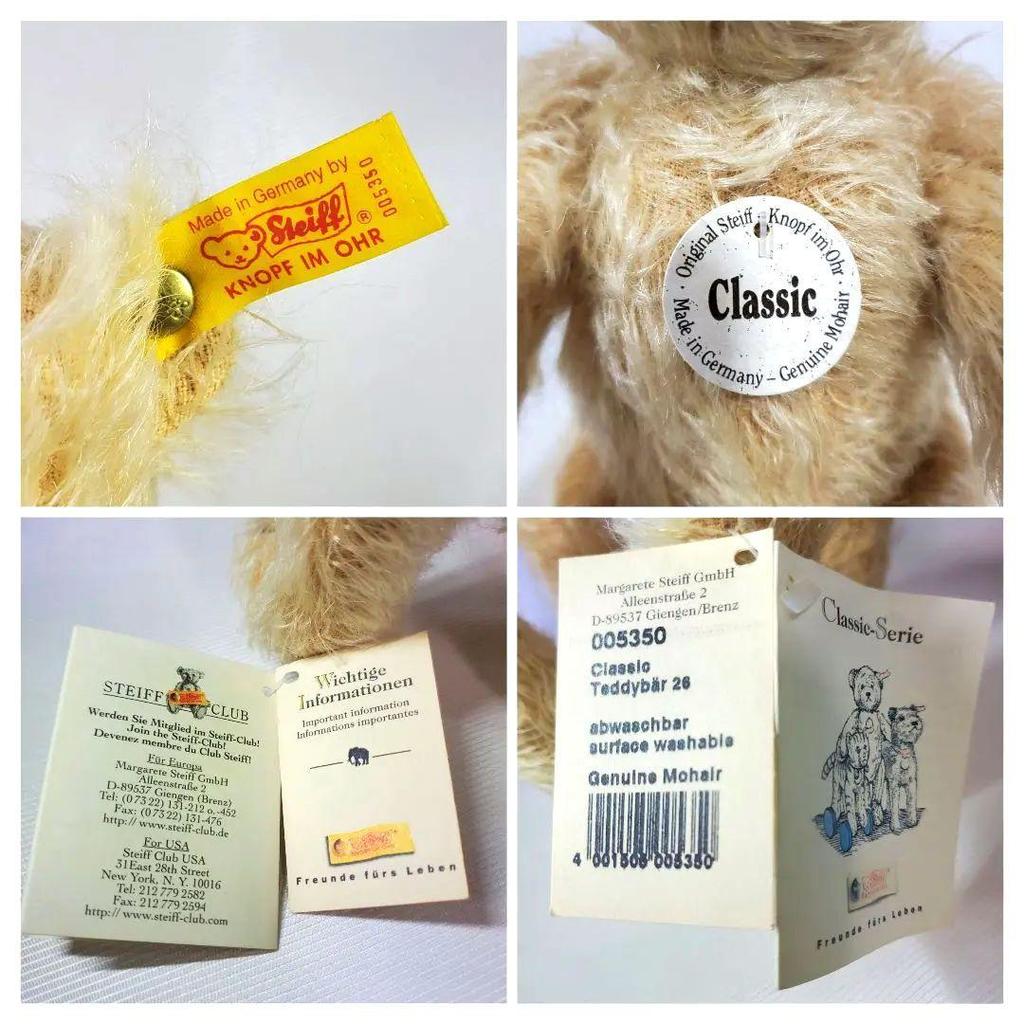 Made in Germany by
Steiff ®
KNOPF IM OHR
005350
Original Steiff · Knopf im Ohr
Classic
· Made in Germany – Genuine Mohair
STEIFF CLUB
Werden Sie Mitglied im Steiff-Club!
Join the Steiff-Club!
Devenez membre du Club Steiff!
Für Europa
Margarete Steiff GmbH
Alleenstraße 2
D-89537 Giengen (Brenz)
Tel: (0 73 22) 131-212 o. -452
Fax: (0 73 22) 131-476
http:// www.steiff-club.de
For USA
Steiff Club USA
31East 28th Street
New York, N. Y. 10016
Tel: 212 779 2582
Fax: 212 779 2594
http:// www.steiff-club.com
Wichtige
Informationen
Important information
Informations importantes
Freunde fürs Leben
Margarete Steiff GmbH
Alleenstraße 2
D-89537 Giengen/Brenz
005350
Classic
Teddybär 26
abwaschbar
surface washable
Genuine Mohair
4 001505 005350
Classic-Serie
Freunde fürs Leben